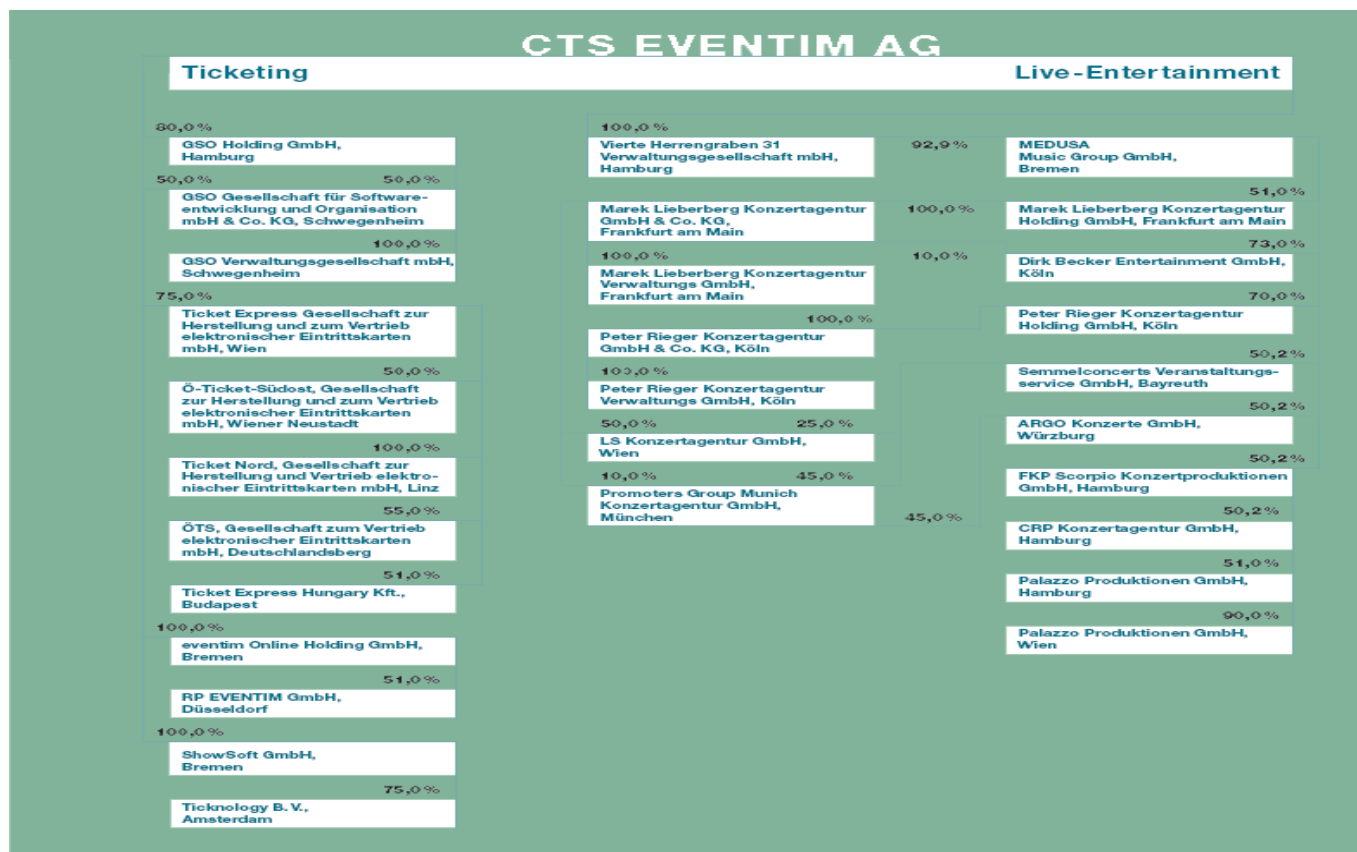 CTS EVENTIM AG
Ticketing
Live-Entertainment
80,0 %
GSO Holding GmbH,
Hamburg
50,0 %
50,0 %
GSO Gesellschaft für Software-
entwicklung und Organisation
mbH & Co. KG, Schwegenheim
100,0 %
GSO Verwaltungsgesellschaft mbH,
Schwegenheim
75,0 %
Ticket Express Gesellschaft zur
Herstellung und zum Vertrieb
elektronischer Eintrittskarten
mbH, Wien
50,0 %
Ö-Ticket-Südost, Gesellschaft
zur Herstellung und zum Vertrieb
elektronischer Eintrittskarten
mbH, Wiener Neustadt
100,0 %
Ticket Nord, Gesellschaft zur
Herstellung und Vertrieb elektro-
nischer Eintrittskarten mbH, Linz
55,0 %
ÖTS, Gesellschaft zum Vertrieb
elektronischer Eintrittskarten
mbH, Deutschlandsberg
51,0 %
Ticket Express Hungary Kft.,
Budapest
100,0 %
eventim Online Holding GmbH,
Bremen
51,0 %
RP EVENTIM GmbH,
Düsseldorf
100,0 %
ShowSoft GmbH,
Bremen
75,0 %
Ticknology B. V.,
Amsterdam
100,0 %
Vierte Herrengraben 31
Verwaltungsgesellschaft mbH,
Hamburg
Marek Lieberberg Konzertagentur
GmbH & Co. KG,
Frankfurt am Main
100,0 %
Marek Lieberberg Konzertagentur
Verwaltungs GmbH,
Frankfurt am Main
100,0 %
Peter Rieger Konzertagentur
GmbH & Co. KG, Köln
100,0 %
Peter Rieger Konzertagentur
Verwaltungs GmbH, Köln
50,0 %
25,0 %
LS Konzertagentur GmbH,
Wien
10,0 %
45,0 %
Promoters Group Munich
Konzertagentur GmbH,
München
92,9 %
100,0 %
10,0 %
45,0 %
MEDUSA
Music Group GmbH,
Bremen
51,0 %
Marek Lieberberg Konzertagentur
Holding GmbH, Frankfurt am Main
73,0 %
Dirk Becker Entertainment GmbH,
Köln
70,0 %
Peter Rieger Konzertagentur
Holding GmbH, Köln
50,2 %
Semmelconcerts Veranstaltungs-
service GmbH, Bayreuth
50,2 %
ARGO Konzerte GmbH,
Würzburg
50,2 %
FKP Scorpio Konzertproduktionen
GmbH, Hamburg
50,2 %
CRP Konzertagentur GmbH,
Hamburg
51,0 %
Palazzo Produktionen GmbH,
Hamburg
90,0 %
Palazzo Produktionen GmbH,
Wien